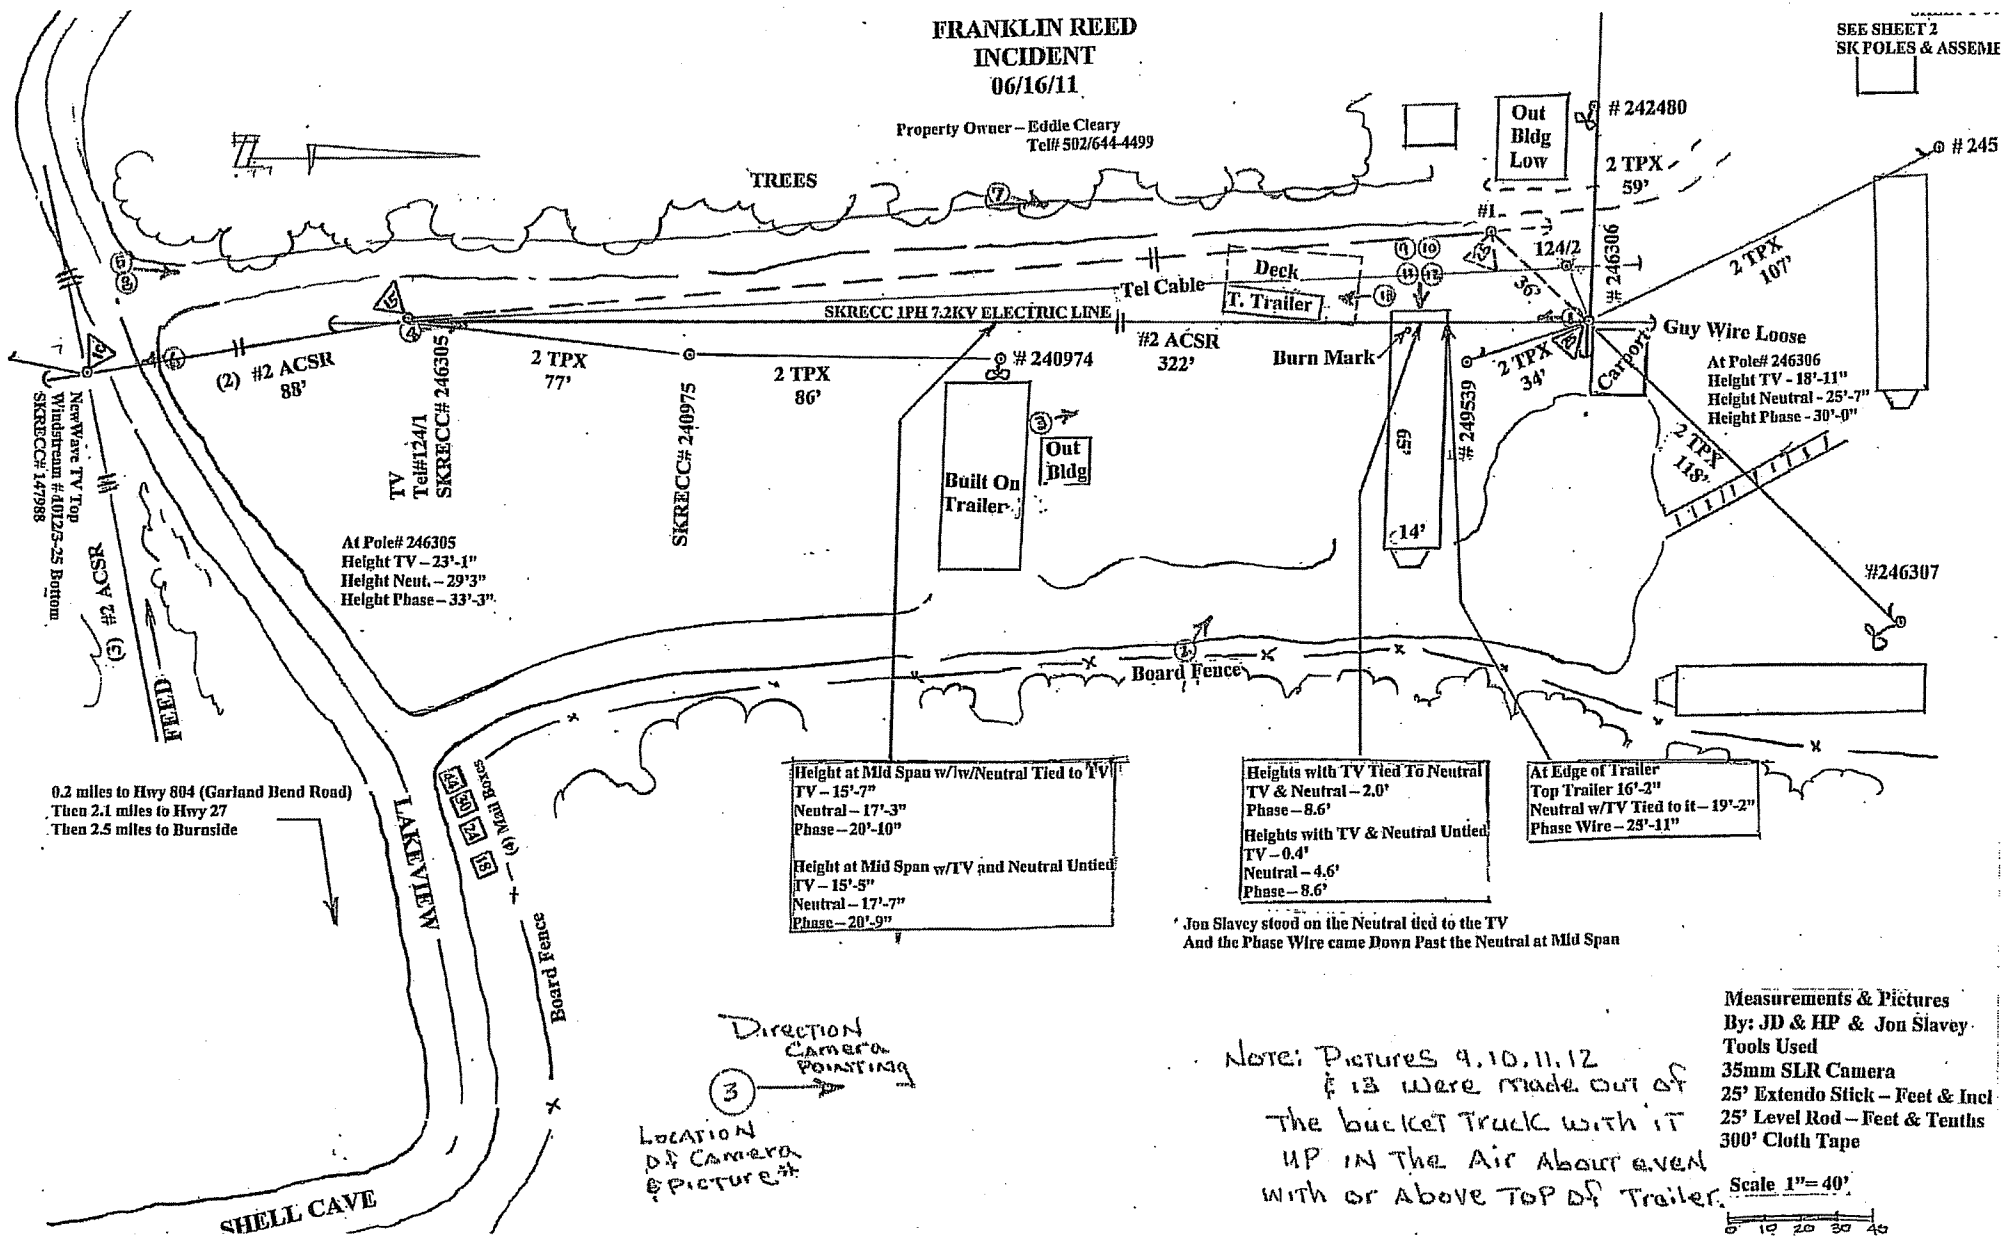 FRANKLIN REED
INCIDENT
06/16/11
Property Owner – Eddie Cleary
Tel# 502/644-4499
SEE SHEET 2
SK POLES & ASSEME
TREES
Out
Bldg
Low
# 242480
2 TPX
59'
# 245
#1
124/2
# 246306
36'
2 TPX
107'
Deck
T. Trailer
Tel Cable
SKRECC 1PH 7.2KV ELECTRIC LINE
#2 ACSR
322'
Burn Mark
2 TPX
34'
Carport
Guy Wire Loose
At Pole# 246306
Height TV - 18'-11"
Height Neutral - 25'-7"
Height Phase - 30'-0"
(2) #2 ACSR
88'
2 TPX
77'
2 TPX
86'
# 240974
TV
Tel#124/1
SKRECC# 246305
SKRECC# 240975
NewWave TV Top
Windstream # 4012/3-25 Bottom
SKRECC# 147988
(3) #2 ACSR
FEED
Out
Bldg
Built On
Trailer
65'
14'
# 249539
2 TPX
118'
#246307
At Pole# 246305
Height TV – 23'-1"
Height Neut. – 29'3"
Height Phase – 33'-3"
Board Fence
0.2 miles to Hwy 804 (Garland Bend Road)
Then 2.1 miles to Hwy 27
Then 2.5 miles to Burnside
LAKEVIEW
(4) Mail Boxes
44
30
24
18
Board Fence
SHELL CAVE
Height at Mid Span w/lw/Neutral Tied to TV
TV – 15'-7"
Neutral – 17'-3"
Phase – 20'-10"
Height at Mid Span w/TV and Neutral Untied
TV – 15'-5"
Neutral – 17'-7"
Phase – 20'-9"
Heights with TV Tied To Neutral
TV & Neutral – 2.0'
Phase – 8.6'
Heights with TV & Neutral Untied
TV – 0.4'
Neutral – 4.6'
Phase – 8.6'
At Edge of Trailer
Top Trailer 16'-2"
Neutral w/TV Tied to it – 19'-2"
Phase Wire – 25'-11"
Jon Slavey stood on the Neutral tied to the TV
And the Phase Wire came Down Past the Neutral at Mid Span
Direction
Camera
Pointing
3
Location
Of Camera
& Picture #
Note: Pictures 9,10,11,12
& 13 were made out of
the bucket truck with it
up in the air about even
with or above top of trailer.
Measurements & Pictures
By: JD & HP & Jon Slavey
Tools Used
35mm SLR Camera
25' Extendo Stick – Feet & Incl
25' Level Rod – Feet & Tenths
300' Cloth Tape
Scale 1"= 40'
0 10 20 30 40